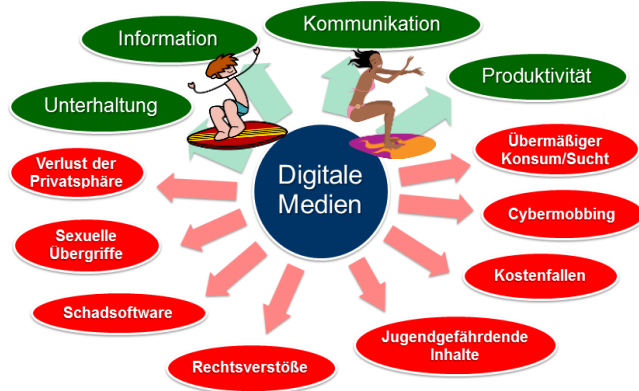 Information
Kommunikation
Unterhaltung
Produktivität
Digitale
Medien
Verlust der
Privatsphäre
Übermäßiger
Konsum/Sucht
Sexuelle
Übergriffe
Cybermobbing
Schadsoftware
Kostenfallen
Rechtsverstöße
Jugendgefährdende
Inhalte